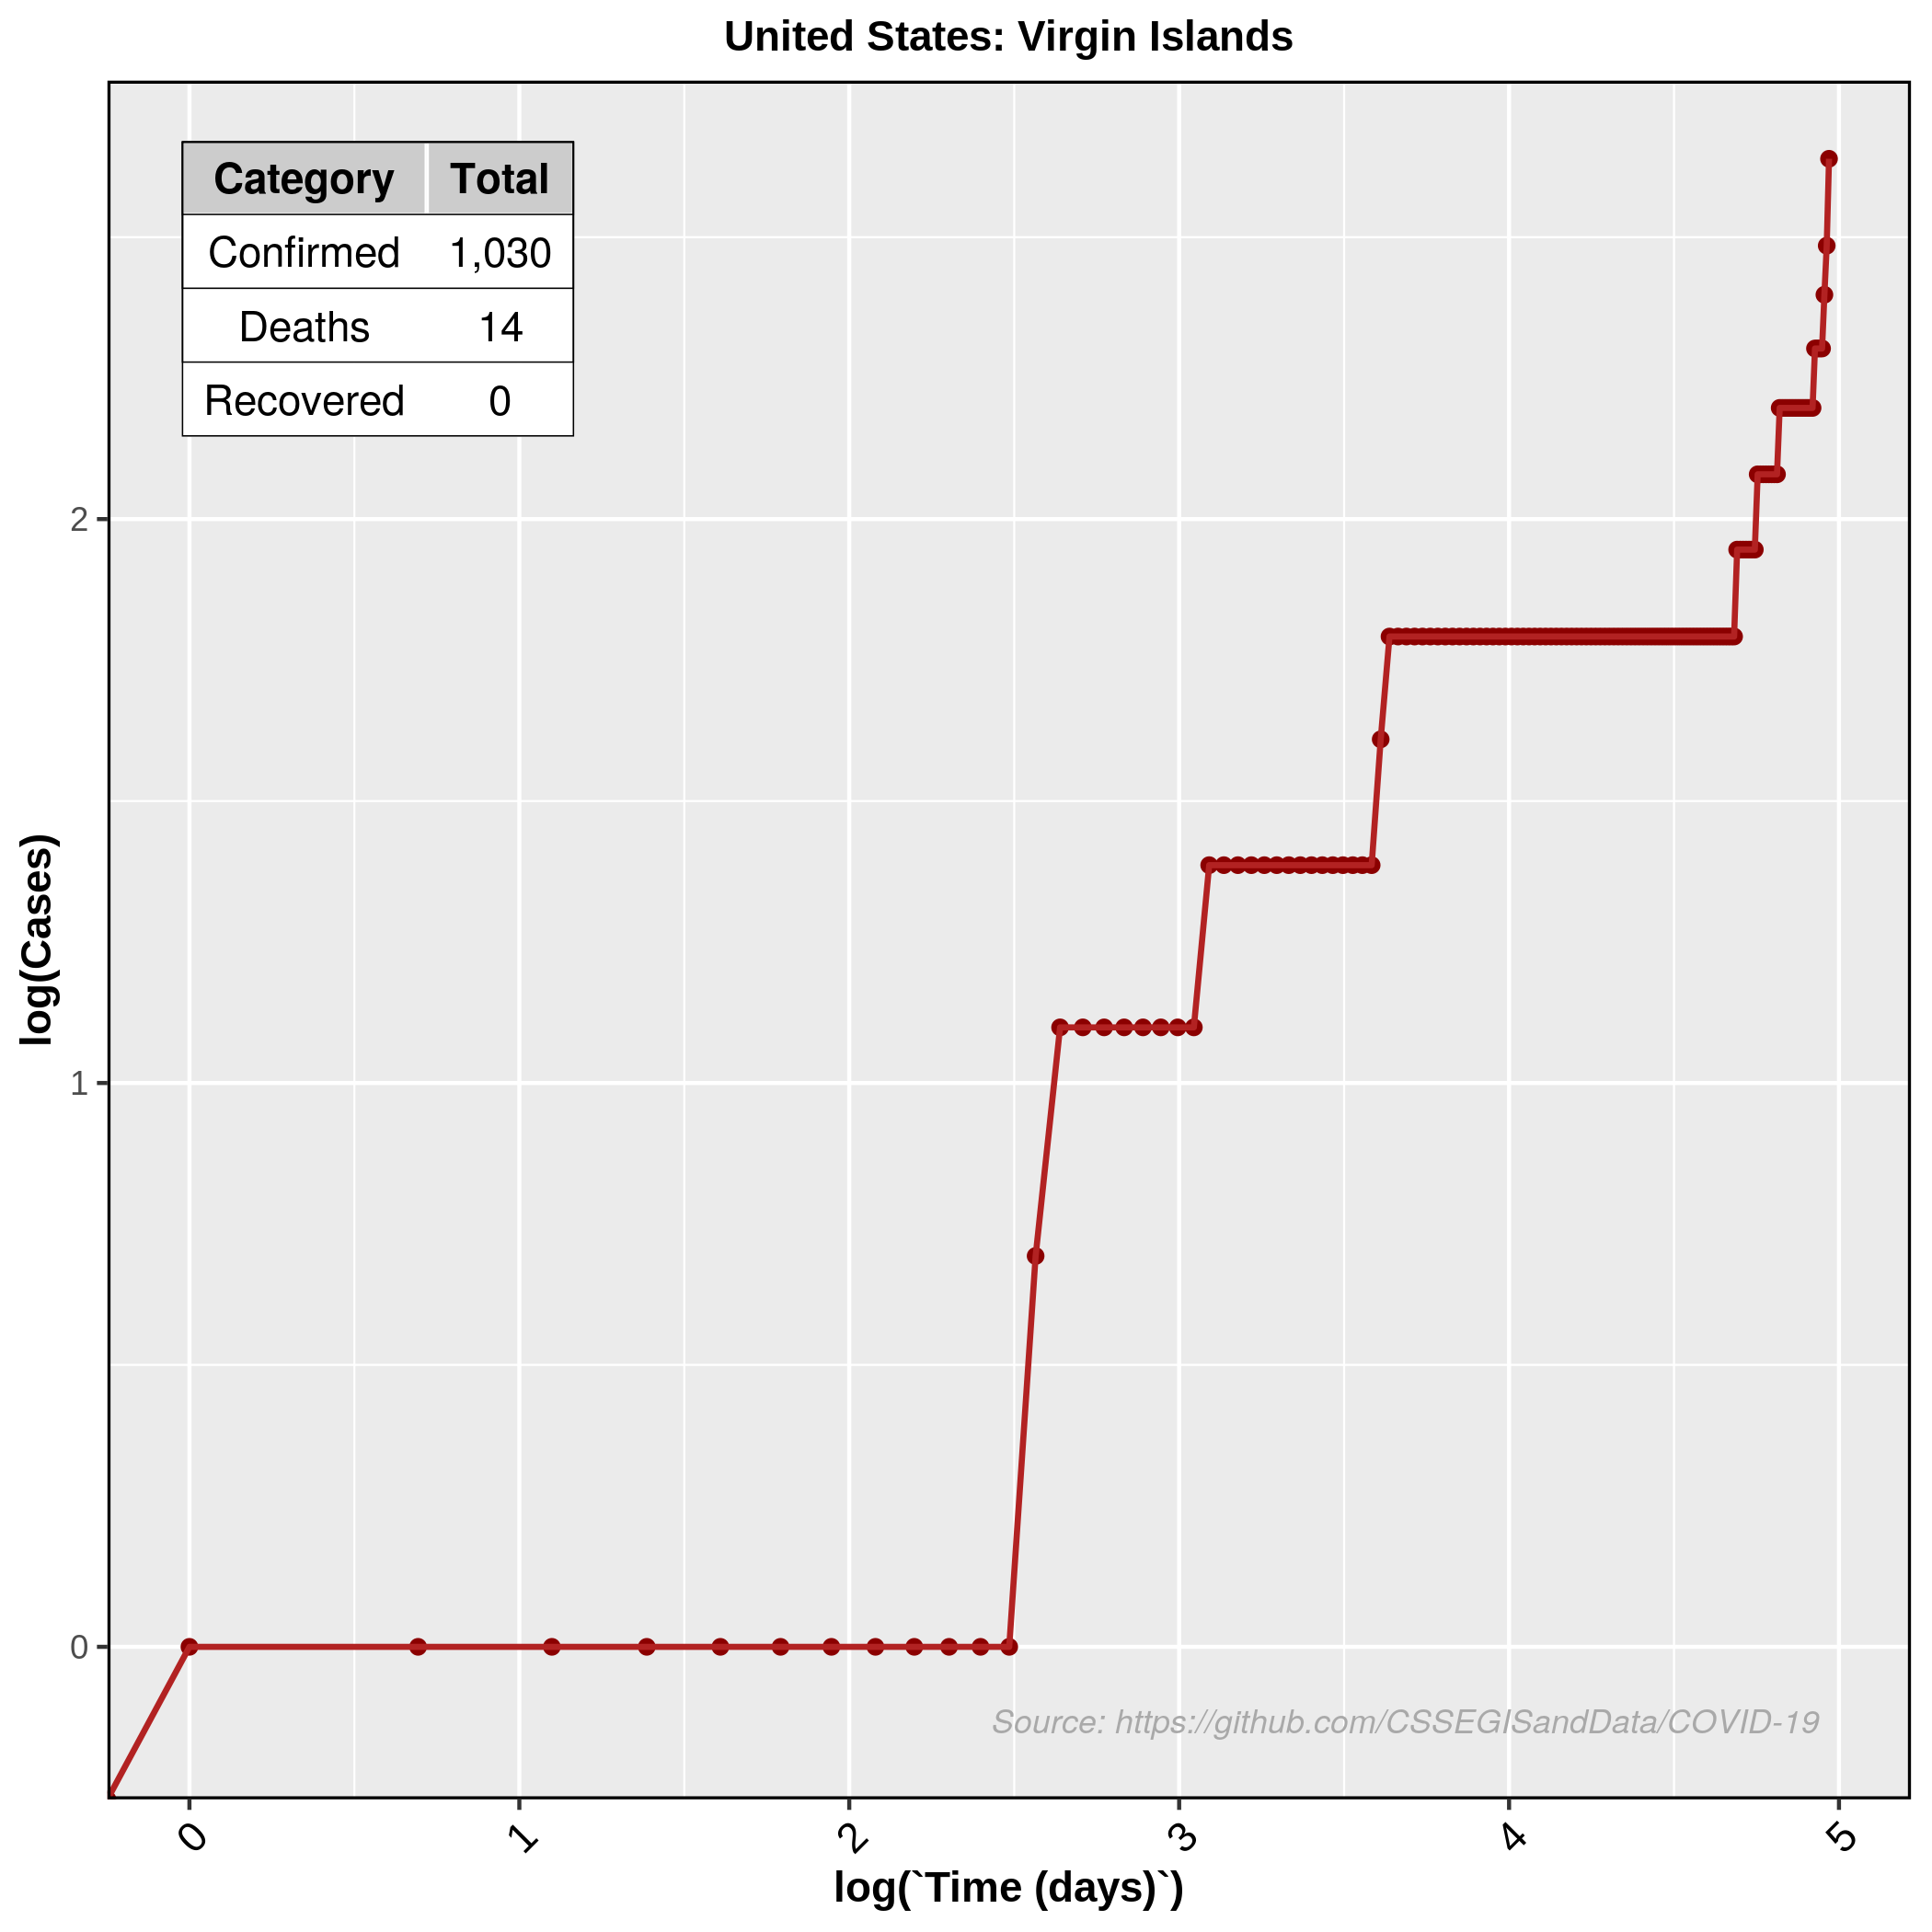 United States: Virgin Islands
Category Total
Confirmed 1,030
Deaths 14
Recovered 0
2
1
0
log(Cases)
Source: https://github.com/CSSEGISandData/COVID-19
0 1 2 3 4 5
log(`Time (days)`)